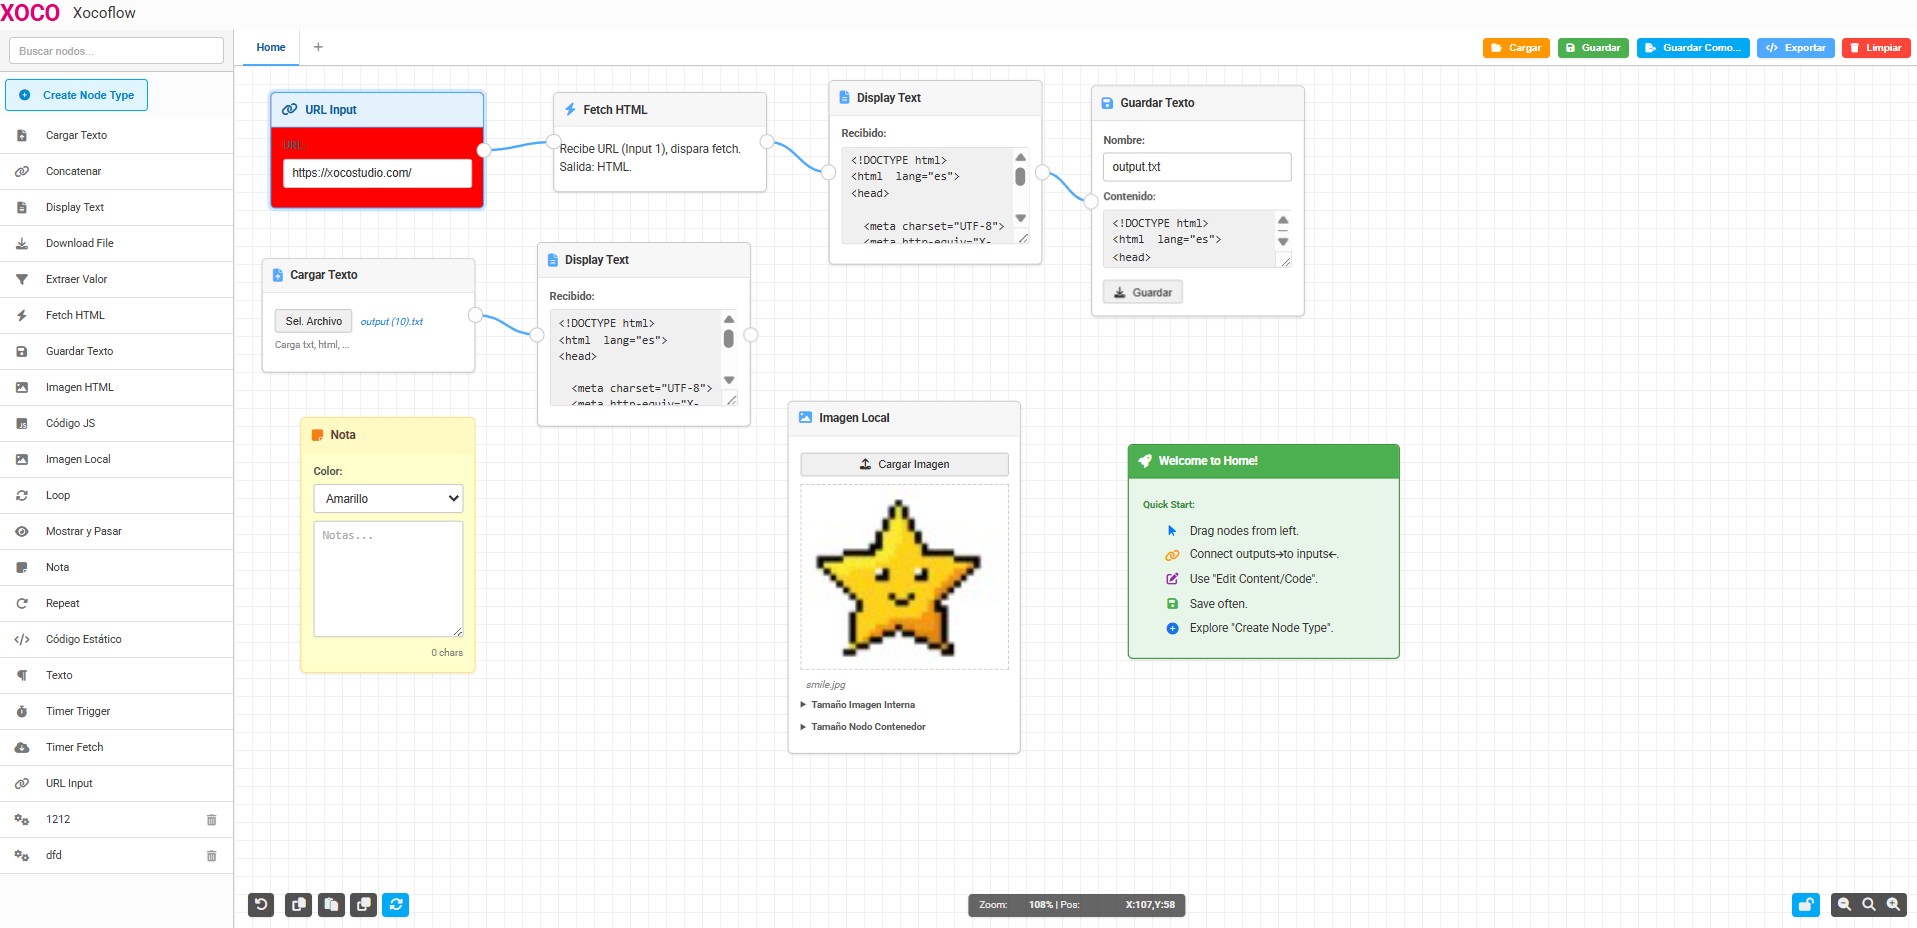 XOCO Xocoflow
Buscar nodos...
Create Node Type
Cargar Texto
Concatenar
Display Text
Download File
Extraer Valor
Fetch HTML
Guardar Texto
Imagen HTML
Código JS
Imagen Local
Loop
Mostrar y Pasar
Nota
Repeat
Código Estático
Texto
Timer Trigger
Timer Fetch
URL Input
1212
dfd
Home
Cargar
Guardar
Guardar Como...
Exportar
Limpiar
URL Input
URL:
https://xocostudio.com/
Fetch HTML
Recibe URL (Input 1), dispara fetch.
Salida: HTML.
Display Text
Recibido:
<!DOCTYPE html>
<html  lang="es">
<head>
<meta charset="UTF-8">
<meta http-equiv="X-
Guardar Texto
Nombre:
output.txt
Contenido:
<!DOCTYPE html>
<html  lang="es">
<head>
Guardar
Cargar Texto
Sel. Archivo output (10).txt
Carga txt, html, ...
Display Text
Recibido:
<!DOCTYPE html>
<html  lang="es">
<head>
<meta charset="UTF-8">
<meta http-equiv="X-
Nota
Color:
Amarillo
Notas...
0 chars
Imagen Local
Cargar Imagen
smile.jpg
Tamaño Imagen Interna
Tamaño Nodo Contenedor
Welcome to Home!
Quick Start:
Drag nodes from left.
Connect outputs→to inputs←.
Use "Edit Content/Code".
Save often.
Explore "Create Node Type".
Zoom: 108% | Pos: X:107,Y:58